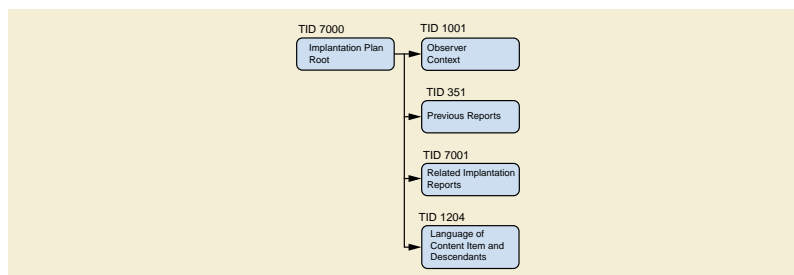 TID 7000
Implantation Plan
Root
TID 1001
Observer
Context
TID 351
Previous Reports
TID 7001
Related Implantation
Reports
TID 1204
Language of
Content Item and
Descendants